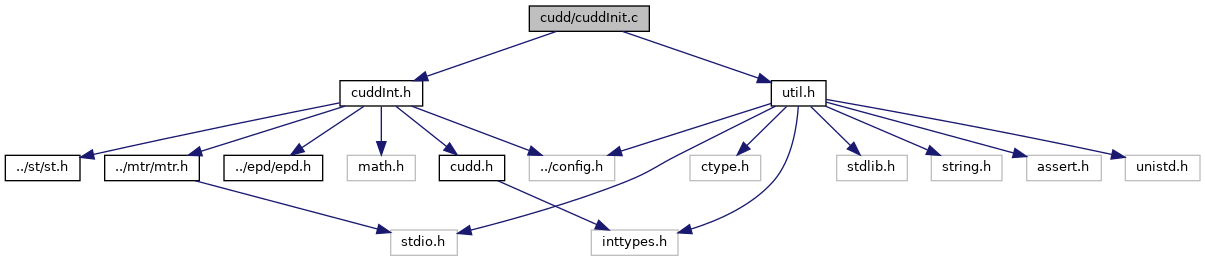 cudd/cuddInit.c
cuddInt.h
util.h
../st/st.h
../mtr/mtr.h
../epd/epd.h
math.h
cudd.h
../config.h
ctype.h
stdlib.h
string.h
assert.h
unistd.h
stdio.h
inttypes.h